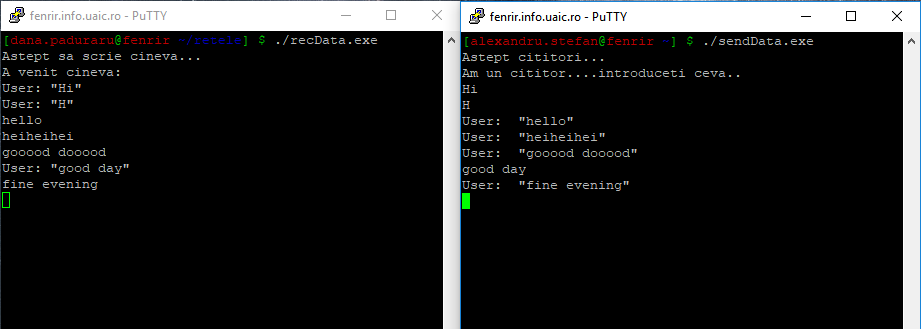 fenrir.info.uaic.ro - PuTTY
[dana.paduraru@fenrir ~/retele] $ ./recData.exe
Astept sa scrie cineva...
A venit cineva:
User: "Hi"
User: "H"
hello
heiheihei
gooood dooood
User: "good day"
fine evening
fenrir.info.uaic.ro - PuTTY
[alexandru.stefan@fenrir ~] $ ./sendData.exe
Astept cititori...
Am un cititor....introduceti ceva..
Hi
H
User:  "hello"
User:  "heiheihei"
User:  "gooood dooood"
good day
User:  "fine evening"